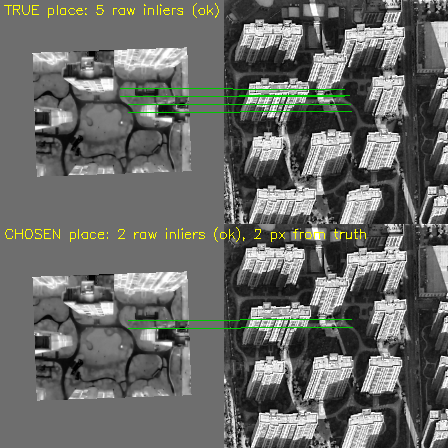 TRUE place: 5 raw inliers (ok)
CHOSEN place: 2 raw inliers (ok), 2 px from truth